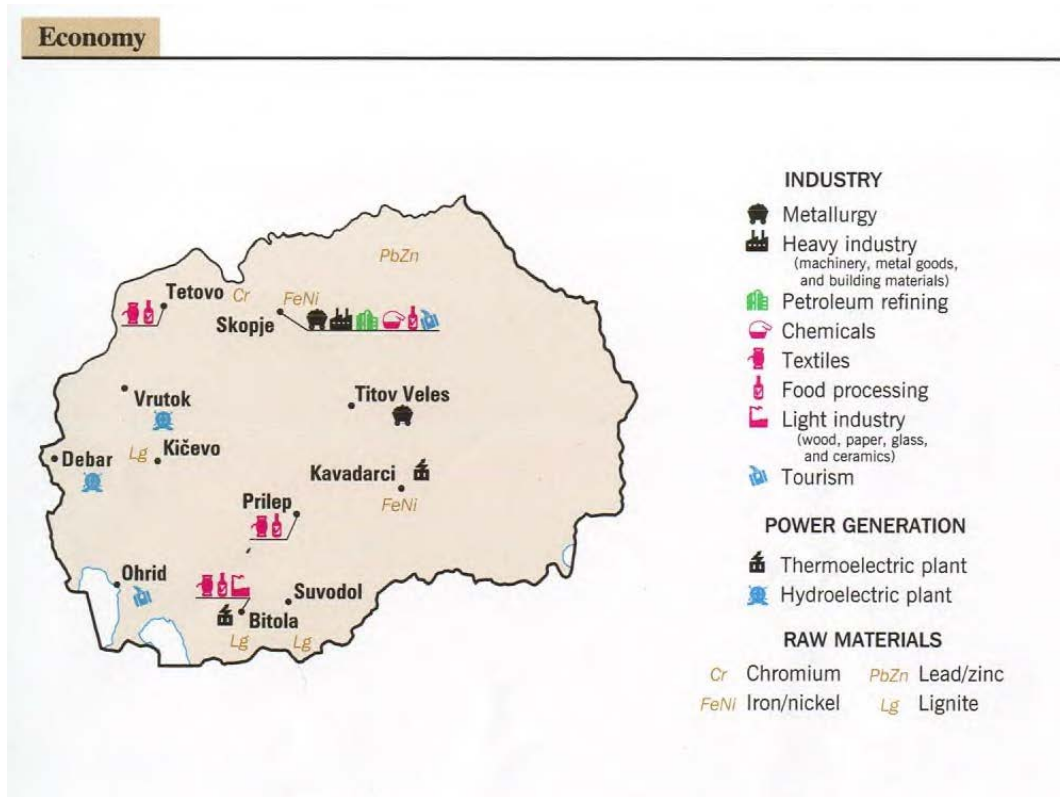 Economy
PbZn
Tetovo
Cr
FeNi
Skopje
Vrutok
Titov Veles
Debar
Lg
Kičevo
Kavadarci
FeNi
Prilep
Ohrid
Suvodol
Bitola
Lg
Lg
INDUSTRY
Metallurgy
Heavy industry
(machinery, metal goods,
and building materials)
Petroleum refining
Chemicals
Textiles
Food processing
Light industry
(wood, paper, glass,
and ceramics)
Tourism
POWER GENERATION
Thermoelectric plant
Hydroelectric plant
RAW MATERIALS
Cr Chromium PbZn Lead/zinc
FeNi Iron/nickel Lg Lignite